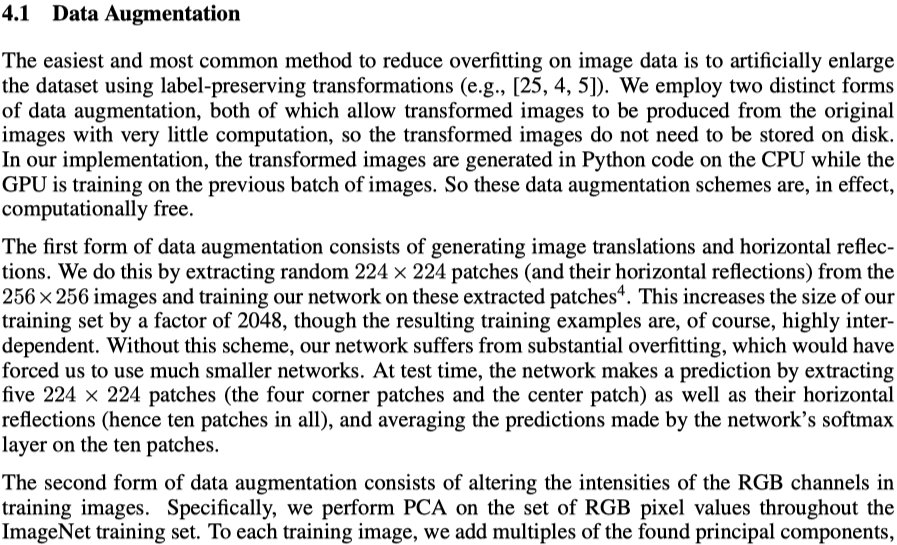 4.1 Data Augmentation
The easiest and most common method to reduce overfitting on image data is to artificially enlarge
the dataset using label-preserving transformations (e.g., [25, 4, 5]). We employ two distinct forms
of data augmentation, both of which allow transformed images to be produced from the original
images with very little computation, so the transformed images do not need to be stored on disk.
In our implementation, the transformed images are generated in Python code on the CPU while the
GPU is training on the previous batch of images. So these data augmentation schemes are, in effect,
computationally free.
The first form of data augmentation consists of generating image translations and horizontal reflec-
tions. We do this by extracting random 224 × 224 patches (and their horizontal reflections) from the
256 × 256 images and training our network on these extracted patches⁴. This increases the size of our
training set by a factor of 2048, though the resulting training examples are, of course, highly inter-
dependent. Without this scheme, our network suffers from substantial overfitting, which would have
forced us to use much smaller networks. At test time, the network makes a prediction by extracting
five 224 × 224 patches (the four corner patches and the center patch) as well as their horizontal
reflections (hence ten patches in all), and averaging the predictions made by the network's softmax
layer on the ten patches.
The second form of data augmentation consists of altering the intensities of the RGB channels in
training images. Specifically, we perform PCA on the set of RGB pixel values throughout the
ImageNet training set. To each training image, we add multiples of the found principal components,